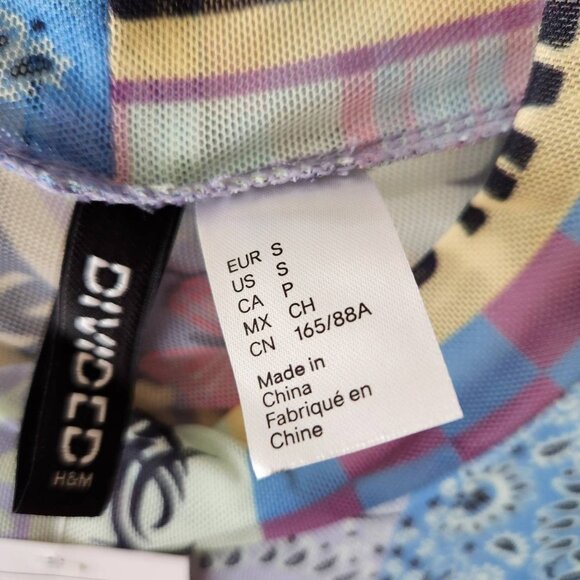 DIVIDED
H&M
EUR S
US S
CA P
MX CH
CN 165/88A
Made in
China
Fabriqué en
Chine